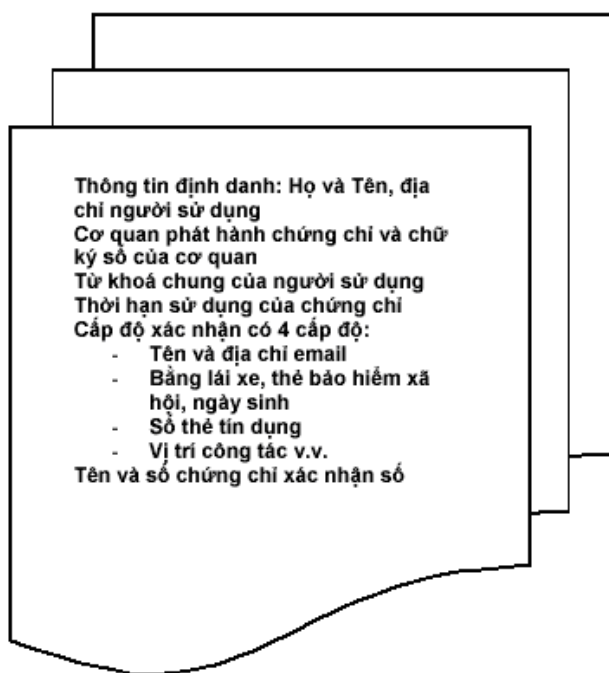 Thông tin định danh: Họ và Tên, địa
chỉ người sử dụng
Cơ quan phát hành chứng chỉ và chữ
ký số của cơ quan
Từ khoá chung của người sử dụng
Thời hạn sử dụng của chứng chỉ
Cấp độ xác nhận có 4 cấp độ:
- Tên và địa chỉ email
- Bằng lái xe, thẻ bảo hiểm xã
hội, ngày sinh
- Số thẻ tín dụng
- Vị trí công tác v.v.
Tên và số chứng chỉ xác nhận số